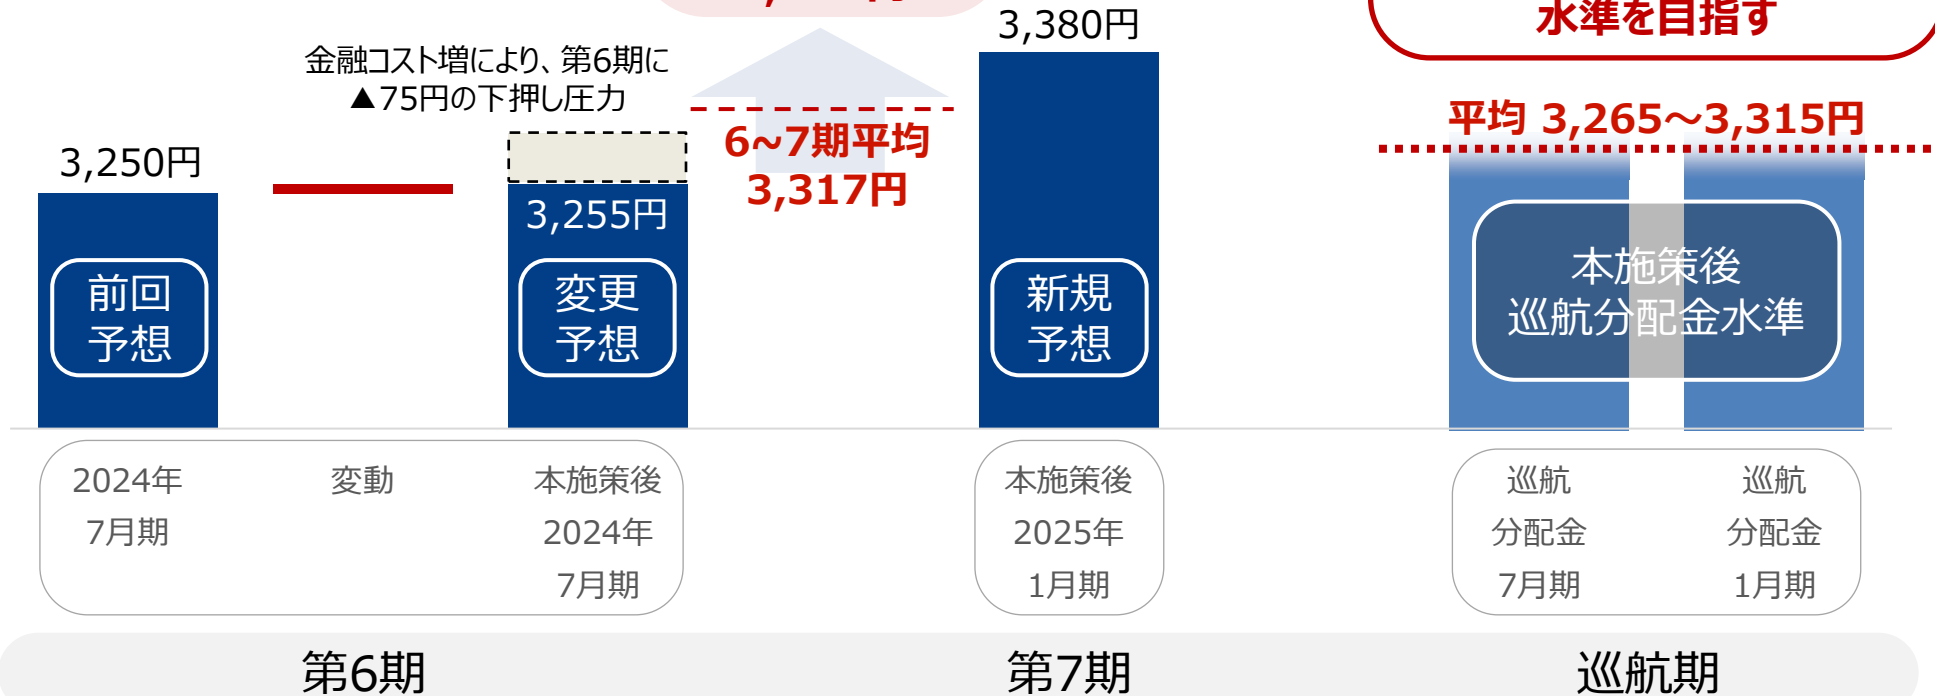 水準を目指す
3,380円
金融コスト増により、第6期に
▲75円の下押し圧力
平均 3,265～3,315円
6~7期平均
3,317円
3,250円
3,255円
前回
予想
変更
予想
新規
予想
本施策後
巡航分配金水準
2024年
7月期
変動
本施策後
2024年
7月期
本施策後
2025年
1月期
巡航
分配金
7月期
巡航
分配金
1月期
第6期
第7期
巡航期